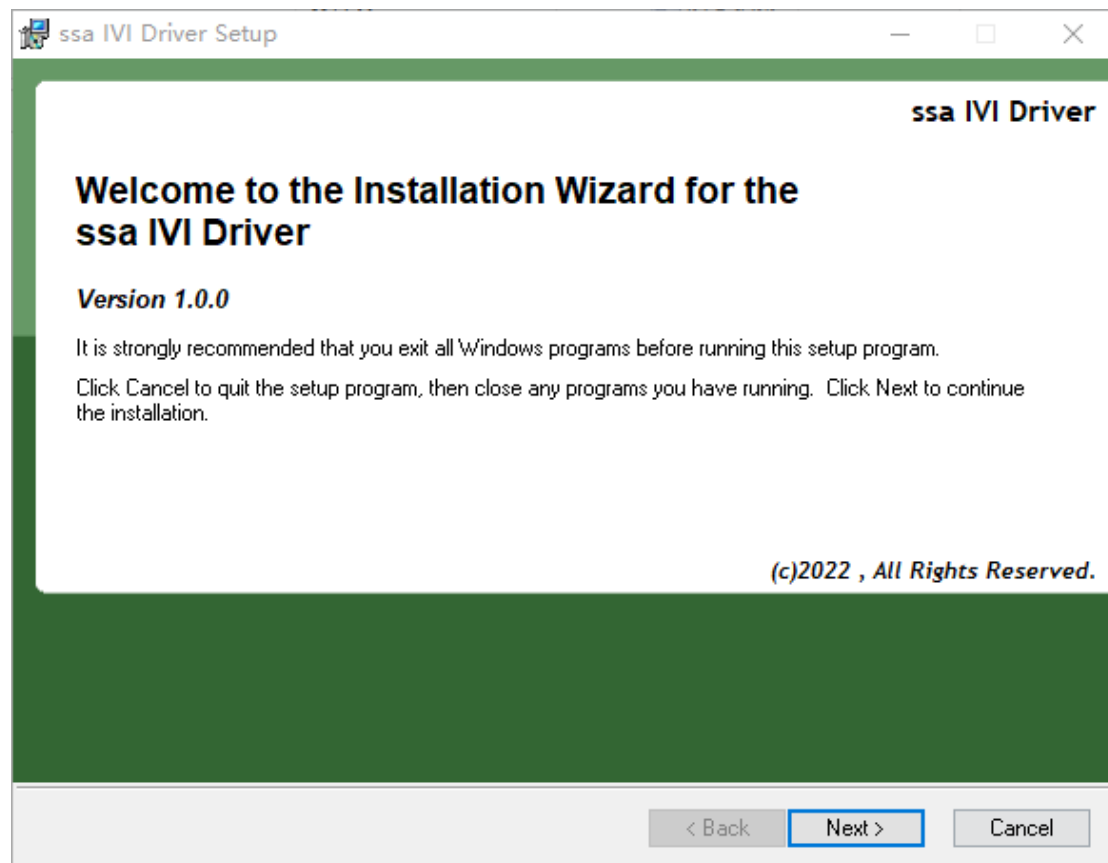 ssa IVI Driver Setup
ssa IVI Driver
Welcome to the Installation Wizard for the
ssa IVI Driver
Version 1.0.0
It is strongly recommended that you exit all Windows programs before running this setup program.
Click Cancel to quit the setup program, then close any programs you have running.  Click Next to continue
the installation.
(c)2022 , All Rights Reserved.
< Back
Next >
Cancel